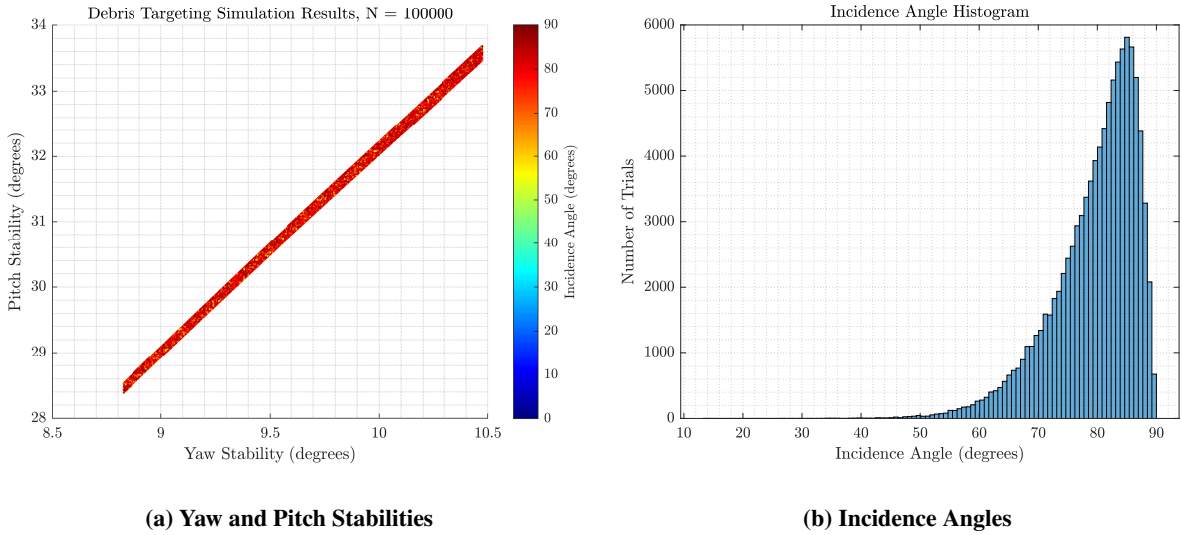 Debris Targeting Simulation Results, N = 100000
34
33
32
31
30
29
28
Pitch Stability (degrees)
8.5 9 9.5 10 10.5
Yaw Stability (degrees)
90
80
70
60
50
40
30
20
10
0
Incidence Angle (degrees)
(a) Yaw and Pitch Stabilities
Incidence Angle Histogram
6000
5000
4000
3000
2000
1000
0
Number of Trials
10 20 30 40 50 60 70 80 90
Incidence Angle (degrees)
(b) Incidence Angles